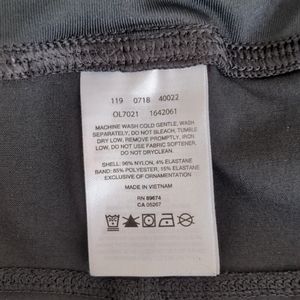 119 0718 40022
OL7021 1642061
MACHINE WASH COLD GENTLE, WASH
SEPARATELY, DO NOT BLEACH, TUMBLE
DRY LOW, REMOVE PROMPTLY, IRON
LOW, DO NOT USE FABRIC SOFTENER,
DO NOT DRYCLEAN.
SHELL: 96% NYLON, 4% ELASTANE
BAND: 85% POLYESTER, 15% ELASTANE
EXCLUSIVE OF ORNAMENTATION
MADE IN VIETNAM
RN 89674
CA 05267